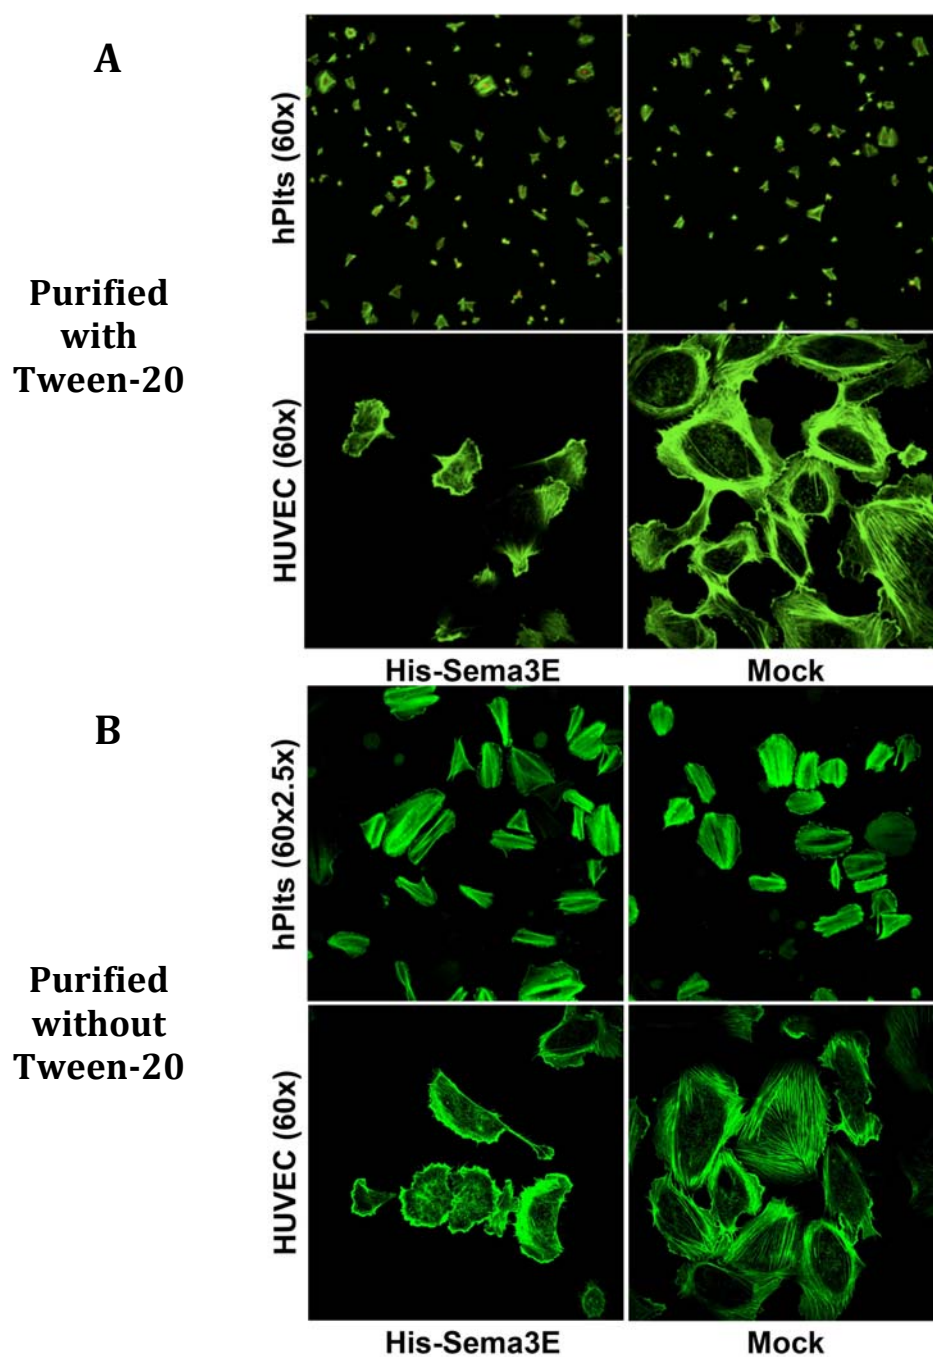 A
hPlts (60x)
Purified
with
Tween-20
HUVEC (60x)
His-Sema3E
Mock
B
hPlts (60x2.5x)
Purified
without
Tween-20
HUVEC (60x)
His-Sema3E
Mock